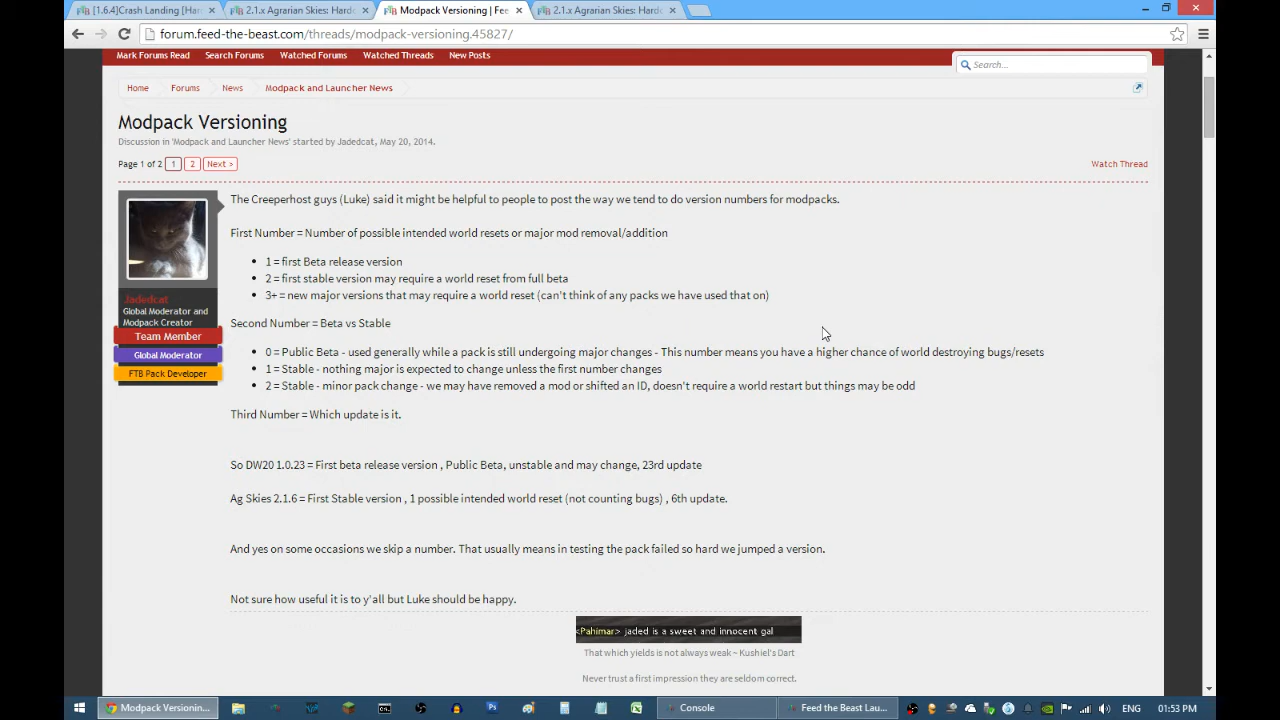 [1.6.4]Crash Landing [Har
2.1.x Agrarian Skies: Hardc
Modpack Versioning | Fee
2.1.x Agrarian Skies: Hardc
forum.feed-the-beast.com/threads/modpack-versioning.45827/
Mark Forums Read Search Forums Watched Forums Watched Threads New Posts
Search...
Home Forums News Modpack and Launcher News
Modpack Versioning
Discussion in 'Modpack and Launcher News' started by Jadedcat, May 20, 2014.
Page 1 of 2 1 2 Next >
Watch Thread
Jadedcat
Global Moderator and
Modpack Creator
Team Member
Global Moderator
FTB Pack Developer
The Creeperhost guys (Luke) said it might be helpful to people to post the way we tend to do version numbers for modpacks.
First Number = Number of possible intended world resets or major mod removal/addition
• 1 = first Beta release version
• 2 = first stable version may require a world reset from full beta
• 3+ = new major versions that may require a world reset (can't think of any packs we have used that on)
Second Number = Beta vs Stable
• 0 = Public Beta - used generally while a pack is still undergoing major changes - This number means you have a higher chance of world destroying bugs/resets
• 1 = Stable - nothing major is expected to change unless the first number changes
• 2 = Stable - minor pack change - we may have removed a mod or shifted an ID, doesn't require a world restart but things may be odd
Third Number = Which update is it.
So DW20 1.0.23 = First beta release version , Public Beta, unstable and may change, 23rd update
Ag Skies 2.1.6 = First Stable version , 1 possible intended world reset (not counting bugs) , 6th update.
And yes on some occasions we skip a number. That usually means in testing the pack failed so hard we jumped a version.
Not sure how useful it is to y'all but Luke should be happy.
<Pahimar> jaded is a sweet and innocent gal
That which yields is not always weak ~ Kushiel's Dart
Never trust a first impression they are seldom correct.
Modpack Versionin...
Console
Feed the Beast Lau...
ENG
01:53 PM